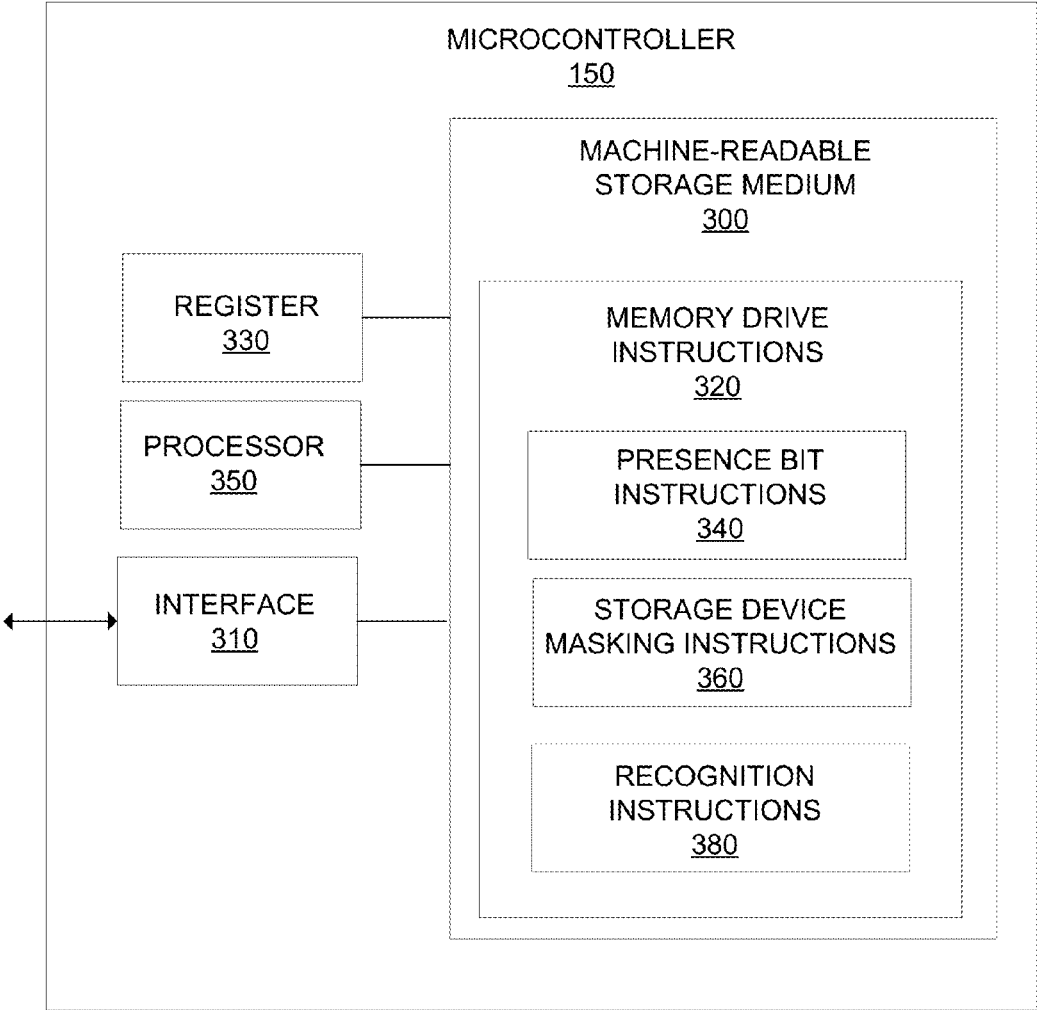 MICROCONTROLLER
150
MACHINE-READABLE
STORAGE MEDIUM
300
REGISTER
330
PROCESSOR
350
INTERFACE
310
MEMORY DRIVE
INSTRUCTIONS
320
PRESENCE BIT
INSTRUCTIONS
340
STORAGE DEVICE
MASKING INSTRUCTIONS
360
RECOGNITION
INSTRUCTIONS
380